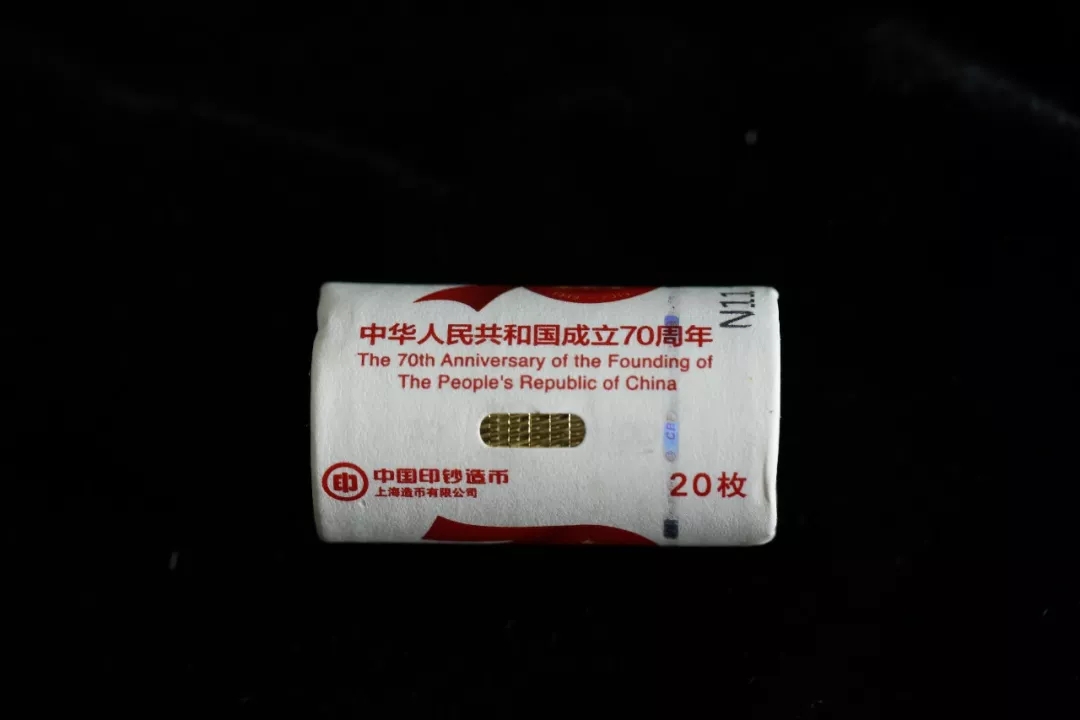 中华人民共和国成立70周年
The 70th Anniversary of the Founding of
The People's Republic of China
中国印钞造币
上海造币有限公司
20枚
N11